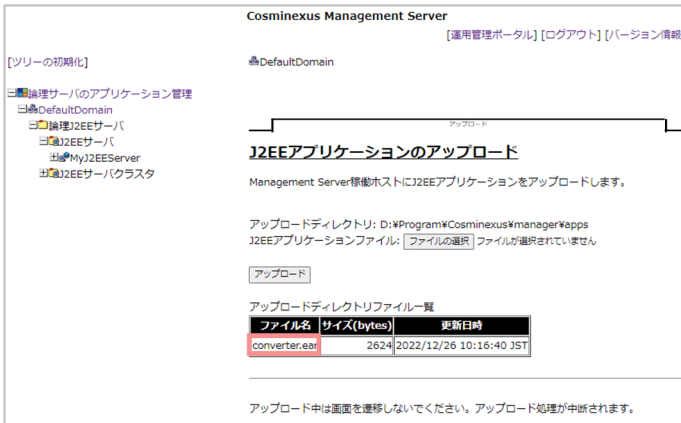 Cosminexus Management Server
[運用管理ポータル] [ログアウト] [バージョン情報
[ツリーの初期化]
DefaultDomain
論理サーバのアプリケーション管理
DefaultDomain
論理J2EEサーバ
J2EEサーバ
MyJ2EEServer
J2EEサーバクラスタ
アップロード
J2EEアプリケーションのアップロード
Management Server稼働ホストにJ2EEアプリケーションをアップロードします。
アップロードディレクトリ: D:¥Program¥Cosminexus¥manager¥apps
J2EEアプリケーションファイル: ファイルの選択 ファイルが選択されていません
アップロード
アップロードディレクトリファイル一覧
ファイル名 サイズ(bytes) 更新日時
converter.ear 2624 2022/12/26 10:16:40 JST
アップロード中は画面を遷移しないでください。アップロード処理が中断されます。